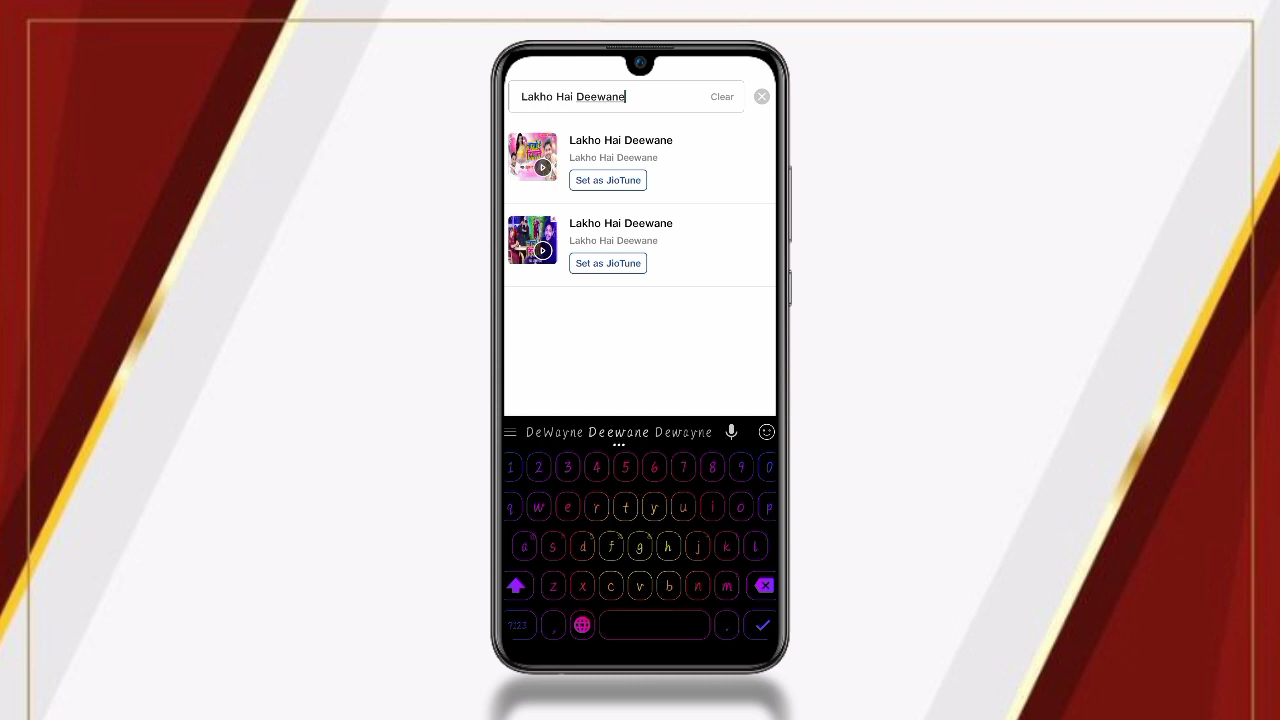 Lakho Hai Deewane Clear
Lakho Hai Deewane
Lakho Hai Deewane
Set as JioTune
Lakho Hai Deewane
Lakho Hai Deewane
Set as JioTune
DeWayne Deewane Dewayne
1 2 3 4 5 6 7 8 9 0
q w e r t y u i o p
a s d f g h j k l
z x c v b n m
?123 , .